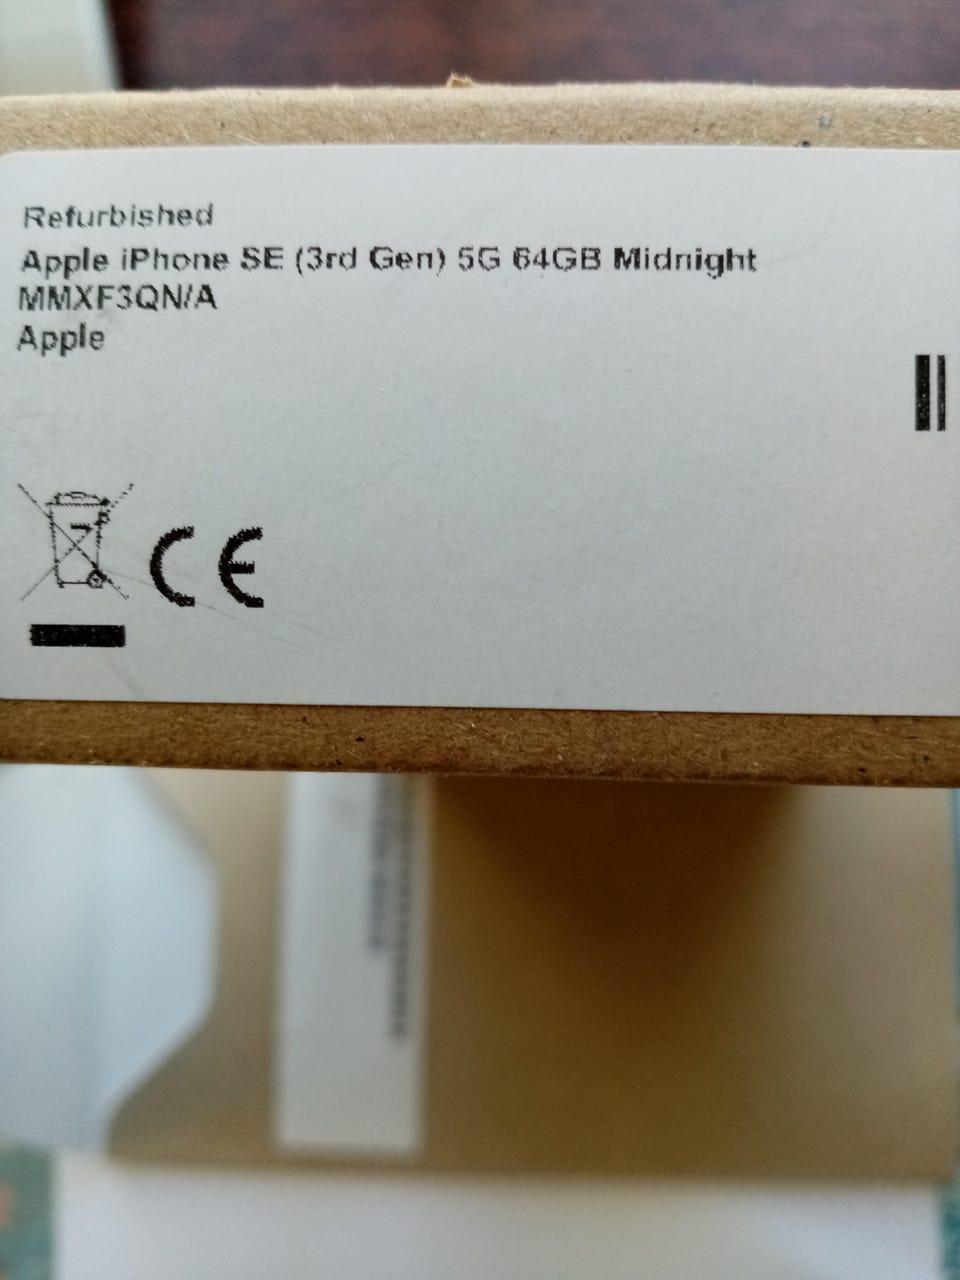 Refurbished
Apple iPhone SE (3rd Gen) 5G 64GB Midnight
MMXF3QN/A
Apple
CE